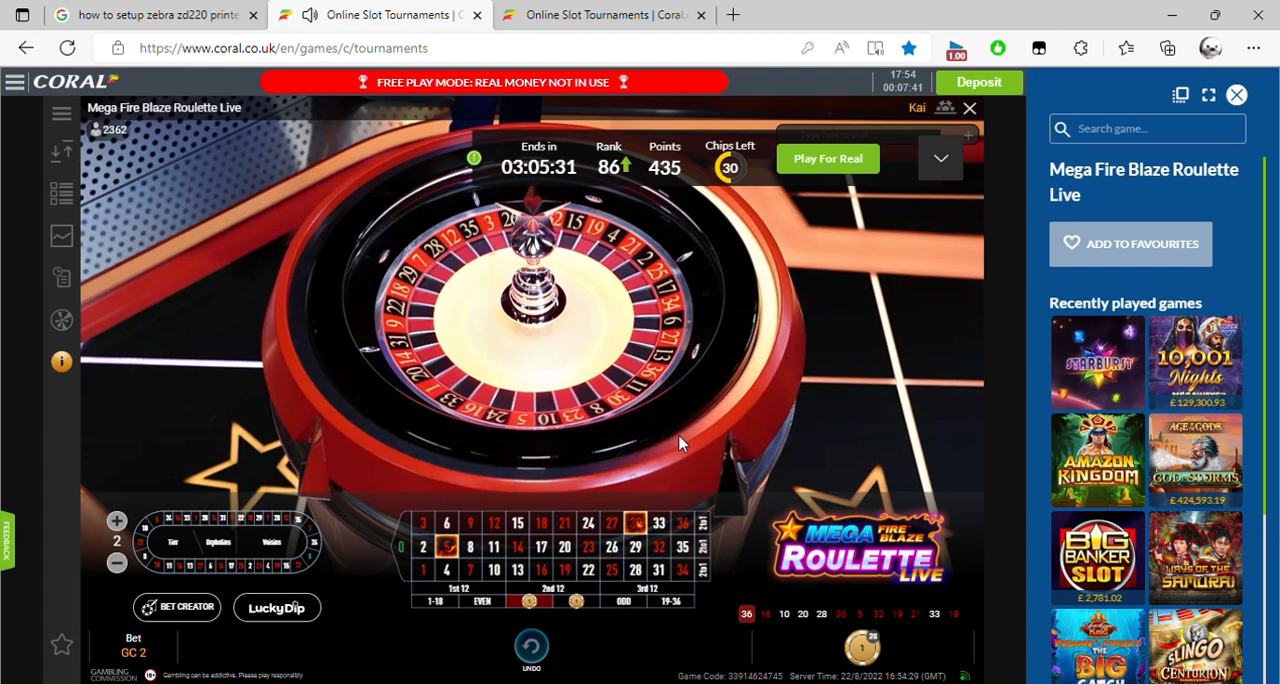 how to setup zebra zd220 printe
Online Slot Tournaments | C
Online Slot Tournaments | Coral.
https://www.coral.co.uk/en/games/c/tournaments
1.00
CORAL
FREE PLAY MODE: REAL MONEY NOT IN USE
17:54
00:07:41
Deposit
Mega Fire Blaze Roulette Live
Kai
2362
Type here to chat
Ends in
03:05:31
Rank
86
Points
435
Chips Left
30
Play For Real
Search game...
Mega Fire Blaze Roulette
Live
ADD TO FAVOURITES
Recently played games
STARBURST
10,001
Nights
MEGAWAYS
£ 129,300.93
AMAZON
KINGDOM
AGE OF THE GODS
GOD OF STORMS
£ 424,593.19
BIG
BANKER
SLOT
£ 2,781.02
WAYS OF THE
SAMURAI
THE
BIG
CATCH
SLINGO
CENTURION
FEEDBACK
2
Tier
Orphelins
Voisins
3 6 9 12 15 18 21 24 27 30 33 36 2to1
0 2 5 8 11 14 17 20 23 26 29 32 35 2to1
1 4 7 10 13 16 19 22 25 28 31 34 2to1
1st 12 2nd 12 3rd 12
1-18 EVEN ODD 19-36
MEGA FIRE BLAZE
ROULETTE
LIVE
BET CREATOR
LuckyDip
36 16 10 20 28 36 5 32 19 21 33 18
Bet
GC 2
UNDO
1
28
GAMBLING
COMMISSION
18+
Gambling can be addictive. Please play responsibly
Game Code: 33914624745 Server Time: 22/8/2022 16:54:29 (GMT)